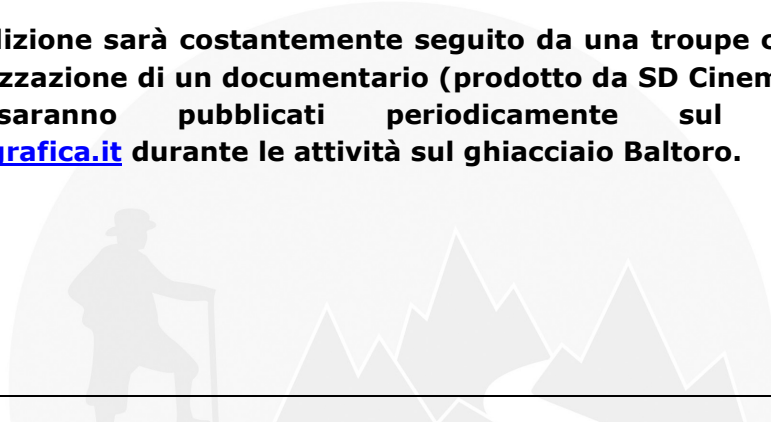 dizione sarà costantemente seguito da una troupe
zzazione di un documentario (prodotto da SD Cinem
saranno pubblicati periodicamente sul
grafica.it durante le attività sul ghiacciaio Baltoro.